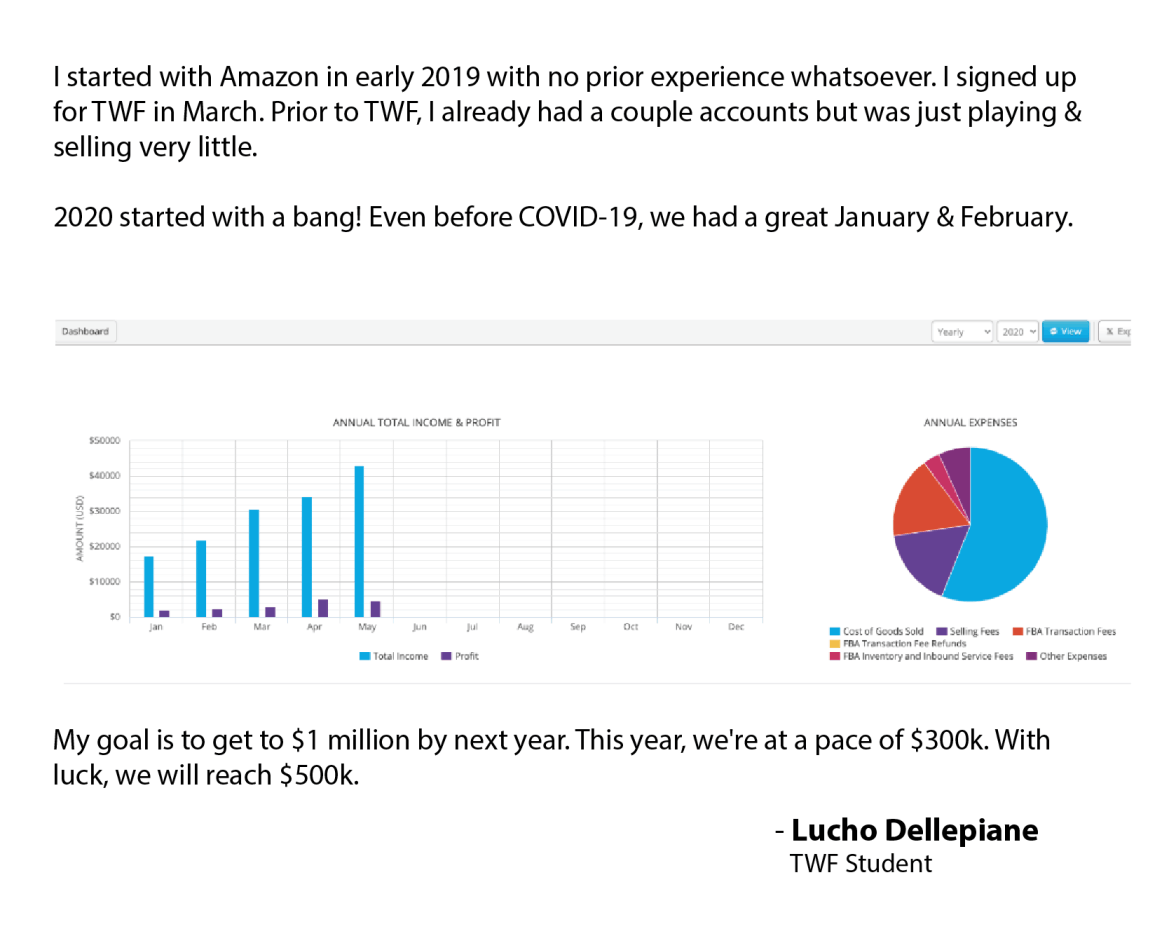 I started with Amazon in early 2019 with no prior experience whatsoever. I signed up
for TWF in March. Prior to TWF, I already had a couple accounts but was just playing &
selling very little.
2020 started with a bang! Even before COVID-19, we had a great January & February.
Dashboard
Yearly
2020
View
Exp
ANNUAL TOTAL INCOME & PROFIT
AMOUNT (USD)
$50000
$40000
$30000
$20000
$10000
$0
Jan Feb Mar Apr May Jun Jul Aug Sep Oct Nov Dec
Total Income Profit
ANNUAL EXPENSES
Cost of Goods Sold Selling Fees FBA Transaction Fees
FBA Transaction Fee Refunds
FBA Inventory and Inbound Service Fees Other Expenses
My goal is to get to $1 million by next year. This year, we're at a pace of $300k. With
luck, we will reach $500k.
- Lucho Dellepiane
TWF Student